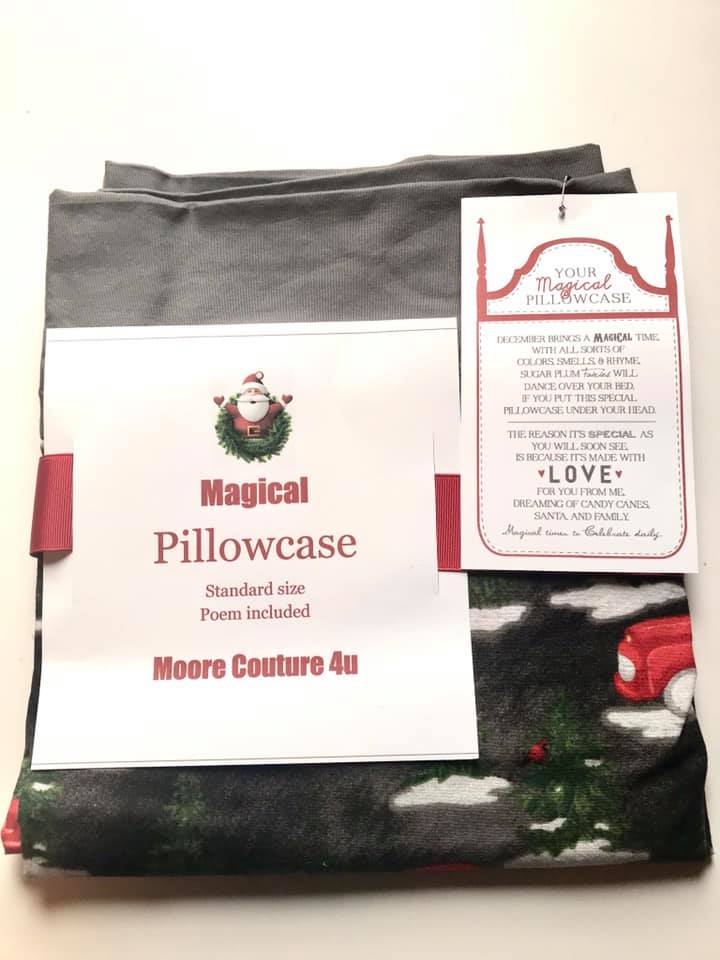 Magical
Pillowcase
Standard size
Poem included
Moore Couture 4u
YOUR
Magical
PILLOWCASE
DECEMBER BRINGS A MAGICAL TIME,
WITH ALL SORTS OF
COLORS, SMELLS, & RHYME.
SUGAR PLUM Fairies WILL
DANCE OVER YOUR BED,
IF YOU PUT THIS SPECIAL
PILLOWCASE UNDER YOUR HEAD.
THE REASON IT'S SPECIAL AS
YOU WILL SOON SEE,
IS BECAUSE IT'S MADE WITH
♥LOVE♥
FOR YOU FROM ME,
DREAMING OF CANDY CANES,
SANTA, AND FAMILY.
Magical times to Celebrate daily.